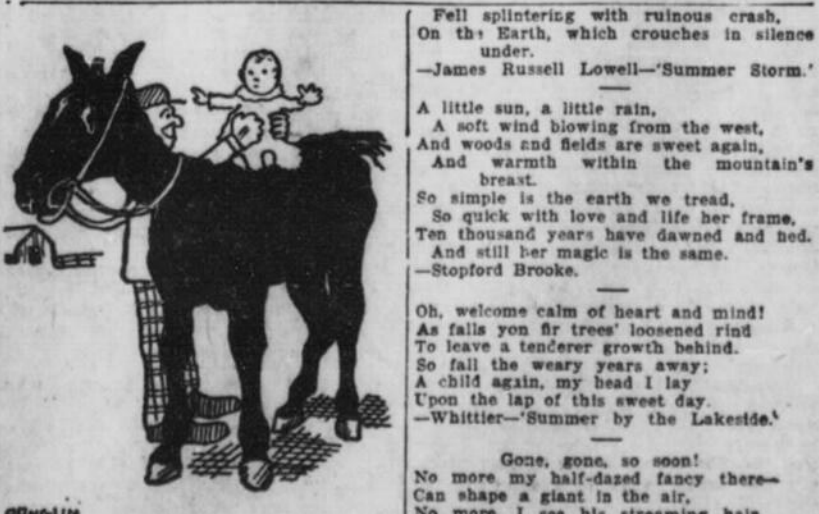 Fell splintering with ruinous crash,
On the Earth, which crouches in silence
under.
—James Russell Lowell—'Summer Storm.'
A little sun, a little rain,
A soft wind blowing from the west,
And woods and fields are sweet again,
And warmth within the mountain's
breast.
So simple is the earth we tread,
So quick with love and life her frame,
Ten thousand years have dawned and fled.
And still her magic is the same.
—Stopford Brooke.
Oh, welcome calm of heart and mind!
As falls yon fir trees' loosened rind
To leave a tenderer growth behind.
So fall the weary years away;
A child again, my head I lay
Upon the lap of this sweet day.
—Whittier—'Summer by the Lakeside.'
Gone, gone, so soon!
No more my half-dazed fancy there—
Can shape a giant in the air,
No more I see his streaming hair